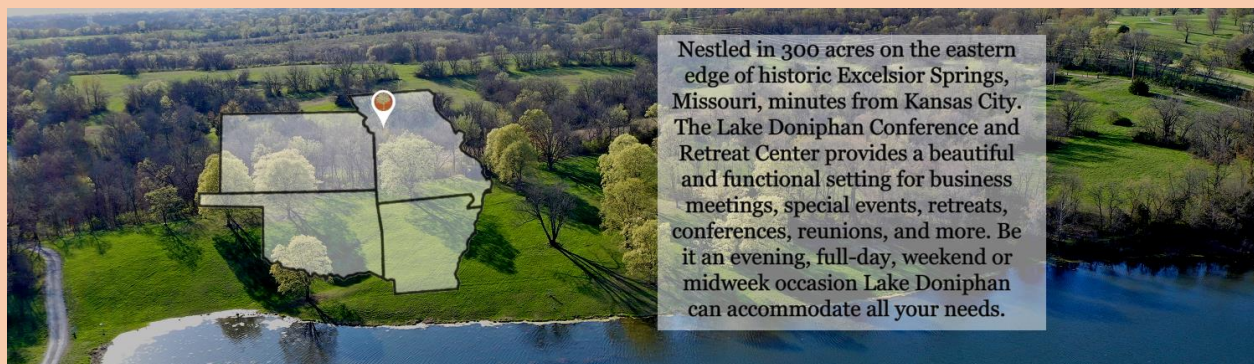 Nestled in 300 acres on the eastern
edge of historic Excelsior Springs,
Missouri, minutes from Kansas City.
The Lake Doniphan Conference and
Retreat Center provides a beautiful
and functional setting for business
meetings, special events, retreats,
conferences, reunions, and more. Be
it an evening, full-day, weekend or
midweek occasion Lake Doniphan
can accommodate all your needs.